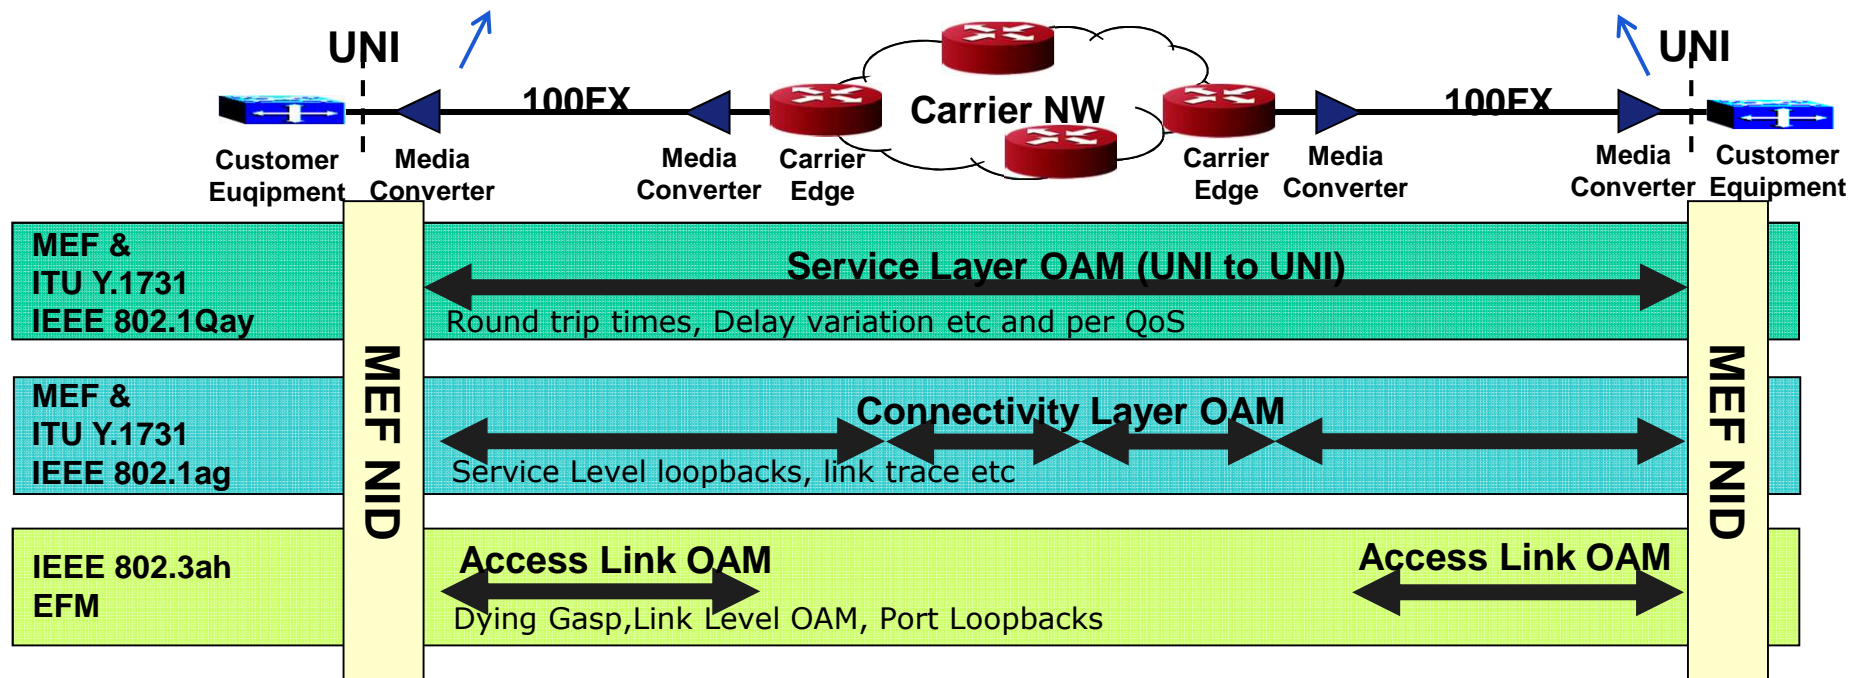 UNI
UNI
100FX
Carrier NW
100FX
Customer
Euqipment
Media
Converter
Media
Converter
Carrier
Edge
Carrier
Edge
Media
Converter
Media
Converter
Customer
Equipment
MEF &
ITU Y.1731
IEEE 802.1Qay
Service Layer OAM (UNI to UNI)
Round trip times, Delay variation etc and per QoS
MEF NID
MEF NID
MEF &
ITU Y.1731
IEEE 802.1ag
Connectivity Layer OAM
Service Level loopbacks, link trace etc
IEEE 802.3ah
EFM
Access Link OAM
Access Link OAM
Dying Gasp,Link Level OAM, Port Loopbacks